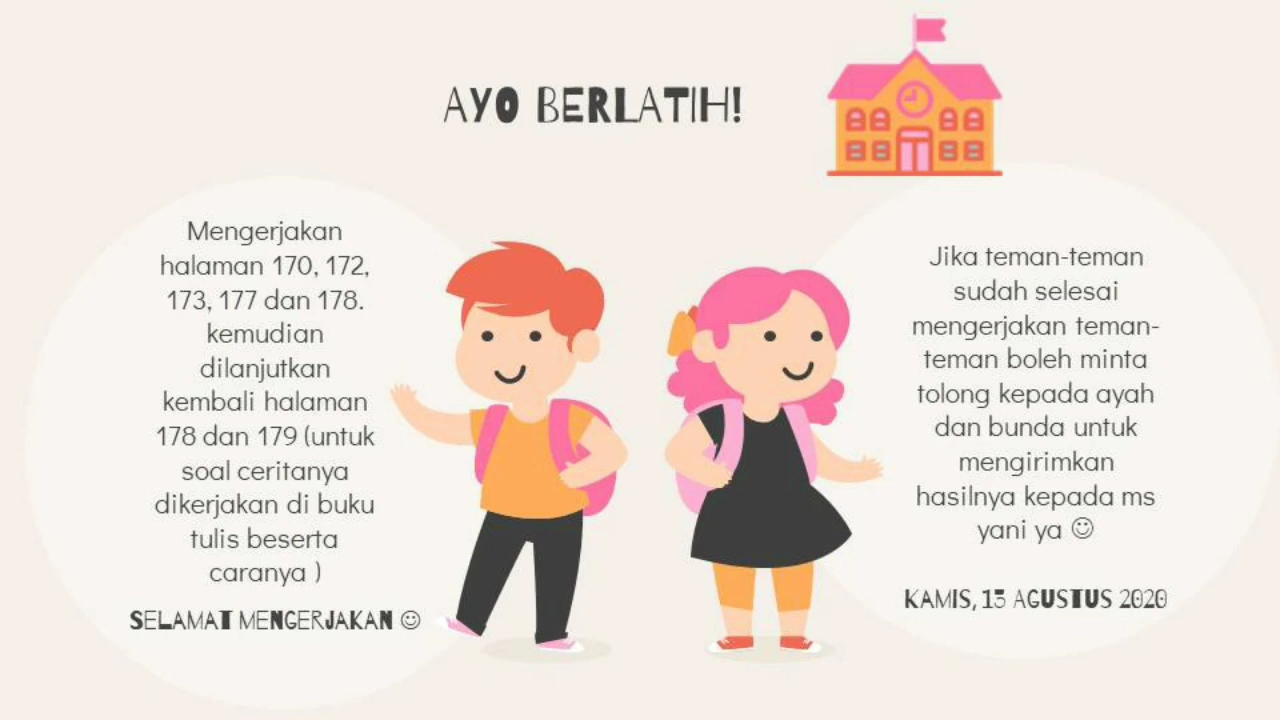 AYO BERLATIH!
Mengerjakan
halaman 170, 172,
173, 177 dan 178.
kemudian
dilanjutkan
kembali halaman
178 dan 179 (untuk
soal ceritanya
dikerjakan di buku
tulis beserta
caranya )
SELAMAT MENGERJAKAN ☺
Jika teman-teman
sudah selesai
mengerjakan teman-
teman boleh minta
tolong kepada ayah
dan bunda untuk
mengirimkan
hasilnya kepada ms
yani ya ☺
KAMIS, 13 AGUSTUS 2020